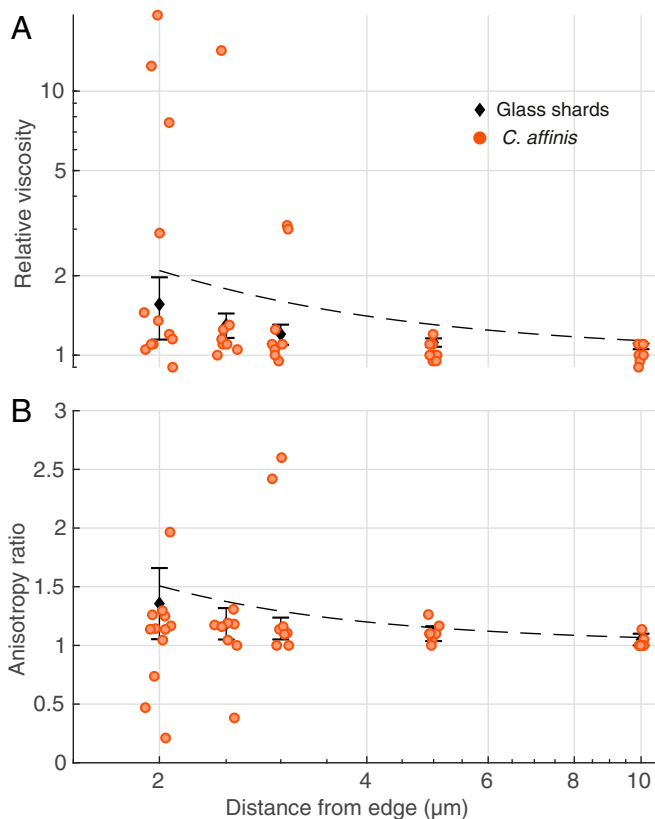 A
10
5
2
1
Relative viscosity
Glass shards
C. affinis
B
3
2.5
2
1.5
1
0.5
0
Anisotropy ratio
2
4
6
8
10
Distance from edge (μm)